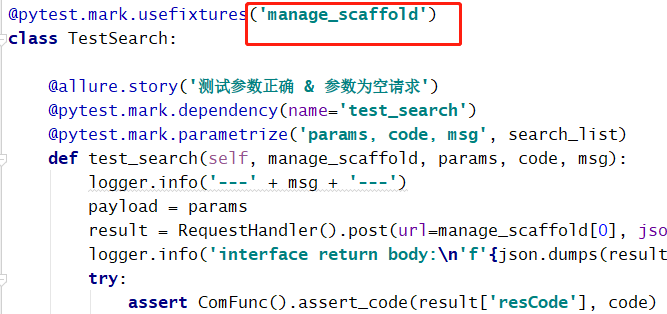 @pytest.mark.usefixtures('manage_scaffold')
class TestSearch:
@allure.story('测试参数正确 & 参数为空请求')
@pytest.mark.dependency(name='test_search')
@pytest.mark.parametrize('params, code, msg', search_list)
def test_search(self, manage_scaffold, params, code, msg):
logger.info('---' + msg + '---')
payload = params
result = RequestHandler().post(url=manage_scaffold[0], jso
logger.info('interface return body:\n'f'{json.dumps(result
try:
assert ComFunc().assert_code(result['resCode'], code)